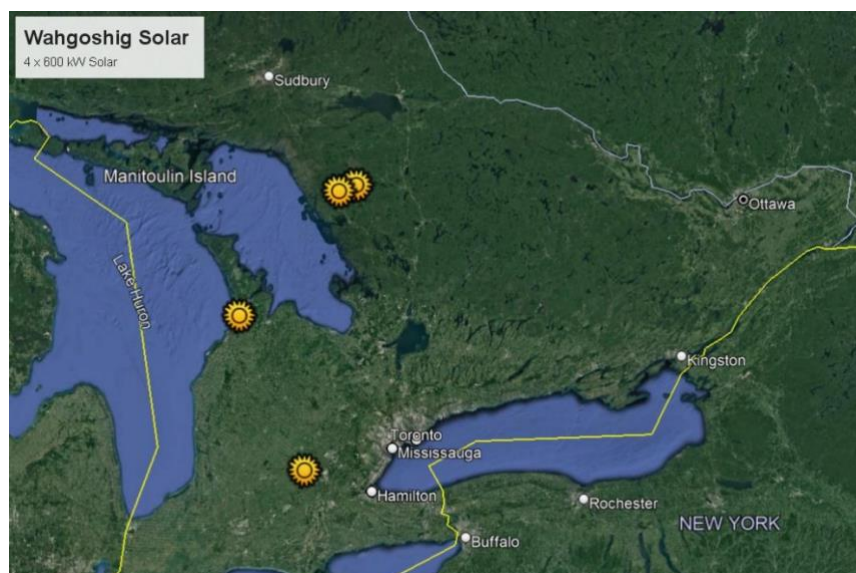 Wahgoshig Solar
4 x 600 kW Solar
Sudbury
Manitoulin Island
Ottawa
Lake Huron
Kingston
Toronto
Mississauga
Hamilton
Rochester
NEW YORK
Buffalo